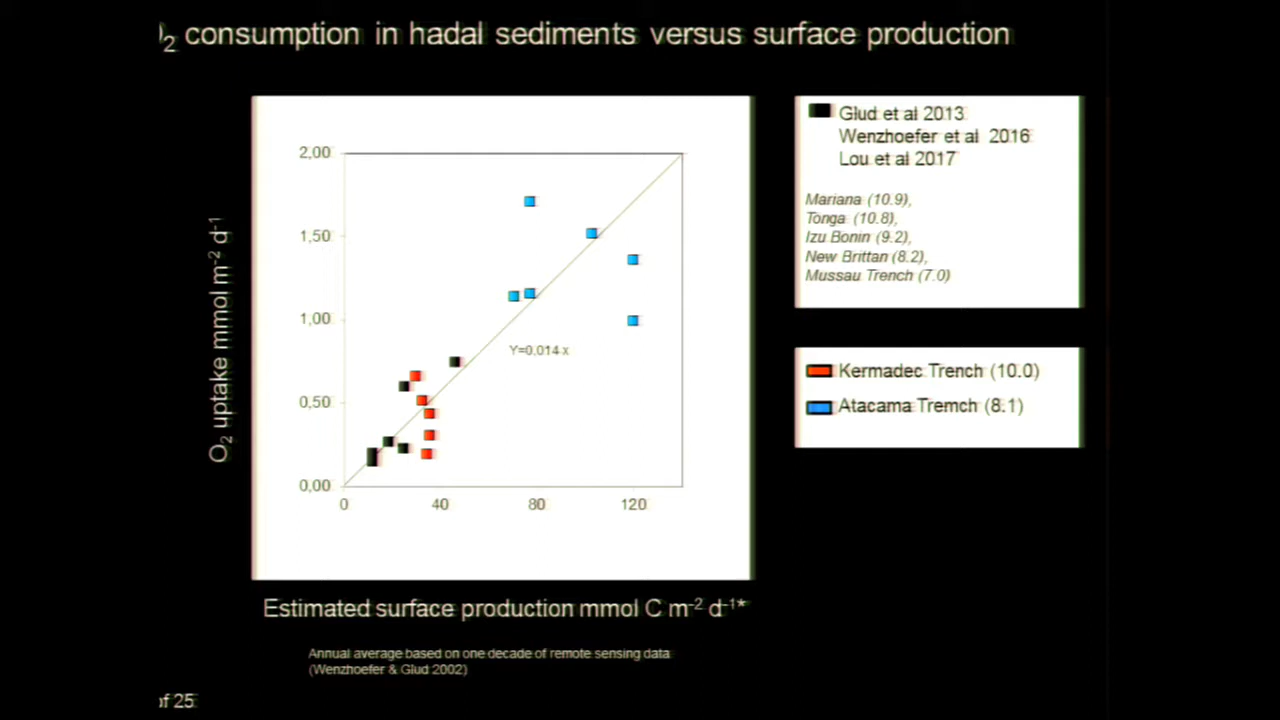 O₂ consumption in hadal sediments versus surface production
Glud et al 2013
Wenzhoefer et al 2016
Lou et al 2017
Mariana (10.9),
Tonga (10.8),
Izu Bonin (9.2),
New Brittan (8.2),
Mussau Trench (7.0)
Kermadec Trench (10.0)
Atacama Tremch (8.1)
O₂ uptake mmol m⁻² d⁻¹
2,00
1,50
1,00
0,50
0,00
Y=0,014 x
0 40 80 120
Estimated surface production mmol C m⁻² d⁻¹*
Annual average based on one decade of remote sensing data
(Wenzhoefer & Glud 2002)
of 25